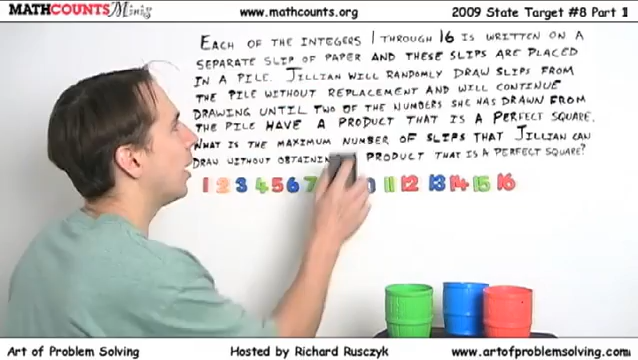 MATHCOUNTS Minis
www.mathcounts.org
2009 State Target #8 Part 1
EACH OF THE INTEGERS 1 THROUGH 16 IS WRITTEN ON A
SEPARATE SLIP OF PAPER AND THESE SLIPS ARE PLACED
IN A PILE. JILLIAN WILL RANDOMLY DRAW SLIPS FROM
THE PILE WITHOUT REPLACEMENT AND WILL CONTINUE
DRAWING UNTIL TWO OF THE NUMBERS SHE HAS DRAWN FROM
THE PILE HAVE A PRODUCT THAT IS A PERFECT SQUARE.
WHAT IS THE MAXIMUM NUMBER OF SLIPS THAT JILLIAN CAN
DRAW WITHOUT OBTAININ PRODUCT THAT IS A PERFECT SQUARE?
1 2 3 4 5 6 7 11 12 13 14 15 16
Art of Problem Solving
Hosted by Richard Rusczyk
www.artofproblemsolving.com